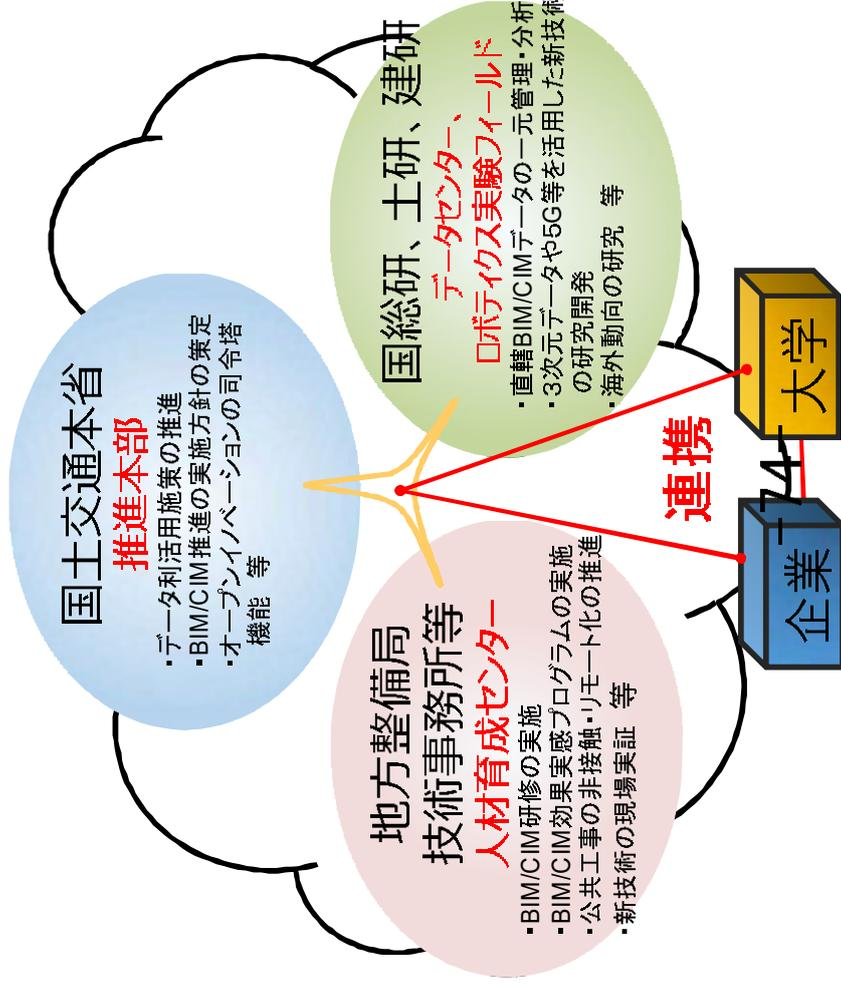 国土交通本省
推進本部
・データ利活用施策の推進
・BIM/CIM推進の実施方針の策定
・オープンイノベーションの司令塔
機能　等
地方整備局
技術事務所等
人材育成センター
・BIM/CIM研修の実施
・BIM/CIM効果実感プログラムの実施
・公共工事の非接触・リモート化の推進
・新技術の現場実証　等
国総研、土研、建研
データセンター、
ロボティクス実験フィールド
・直轄BIM/CIMデータの一元管理・分析
・3次元データや5G等を活用した新技術
の研究開発
・海外動向の研究　等
連携
企業
74
大学